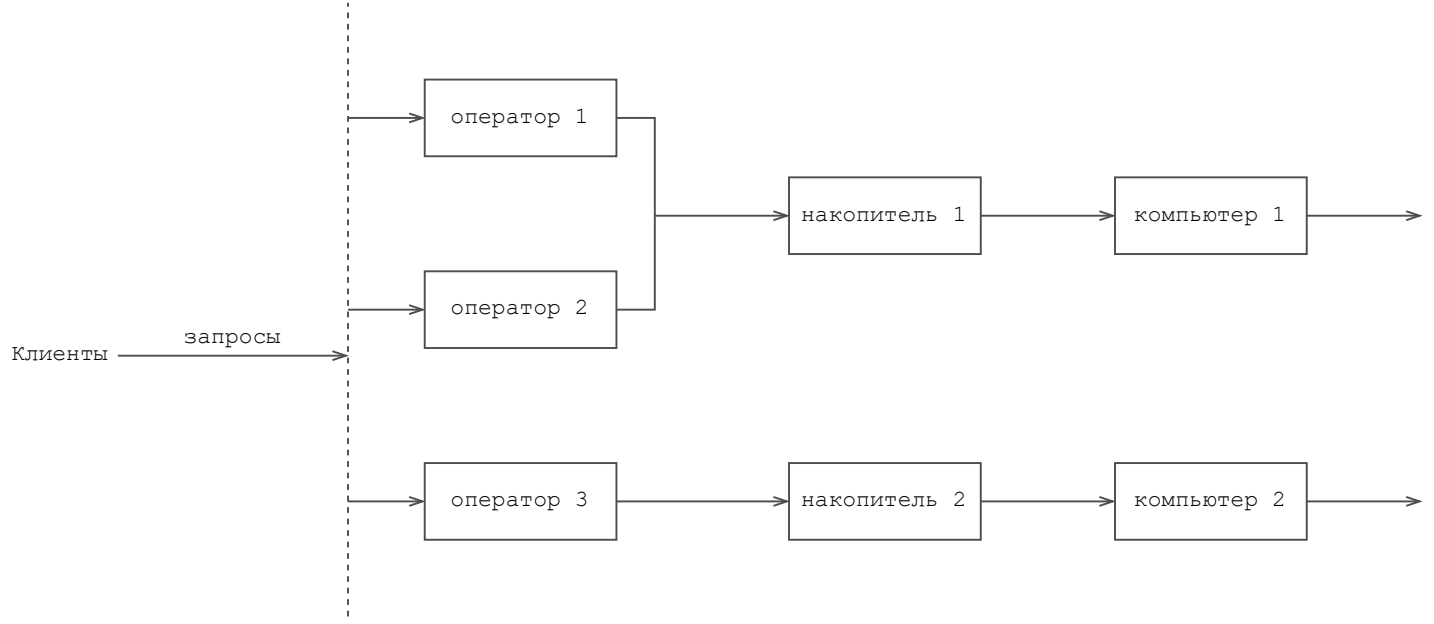 оператор 1
накопитель 1
компьютер 1
оператор 2
запросы
Клиенты
оператор 3
накопитель 2
компьютер 2